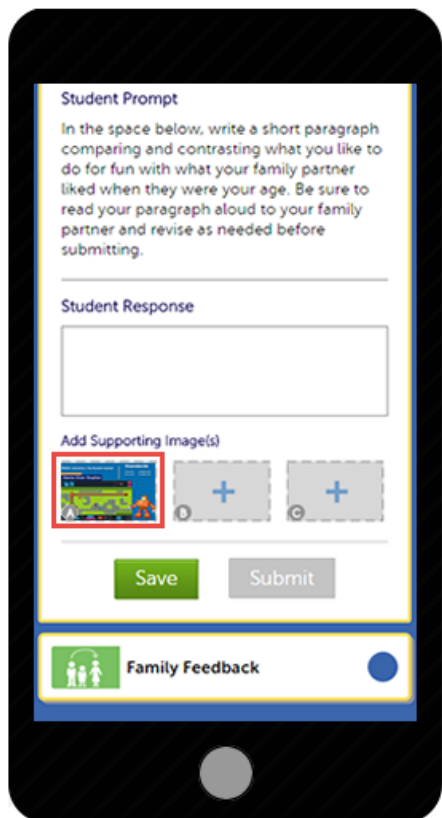 Student Prompt
In the space below, write a short paragraph
comparing and contrasting what you like to
do for fun with what your family partner
liked when they were your age. Be sure to
read your paragraph aloud to your family
partner and revise as needed before
submitting.
Student Response
Add Supporting Image(s)
A
B
C
Save
Submit
Family Feedback